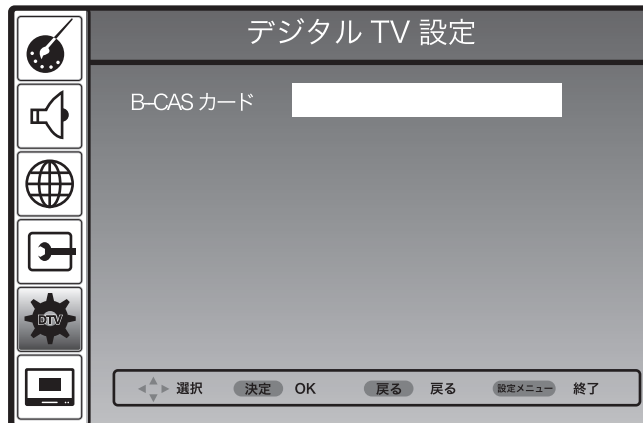 デジタル TV 設定
B-CAS カード
DTV
選択 決定 OK 戻る 戻る 設定メニュー 終了